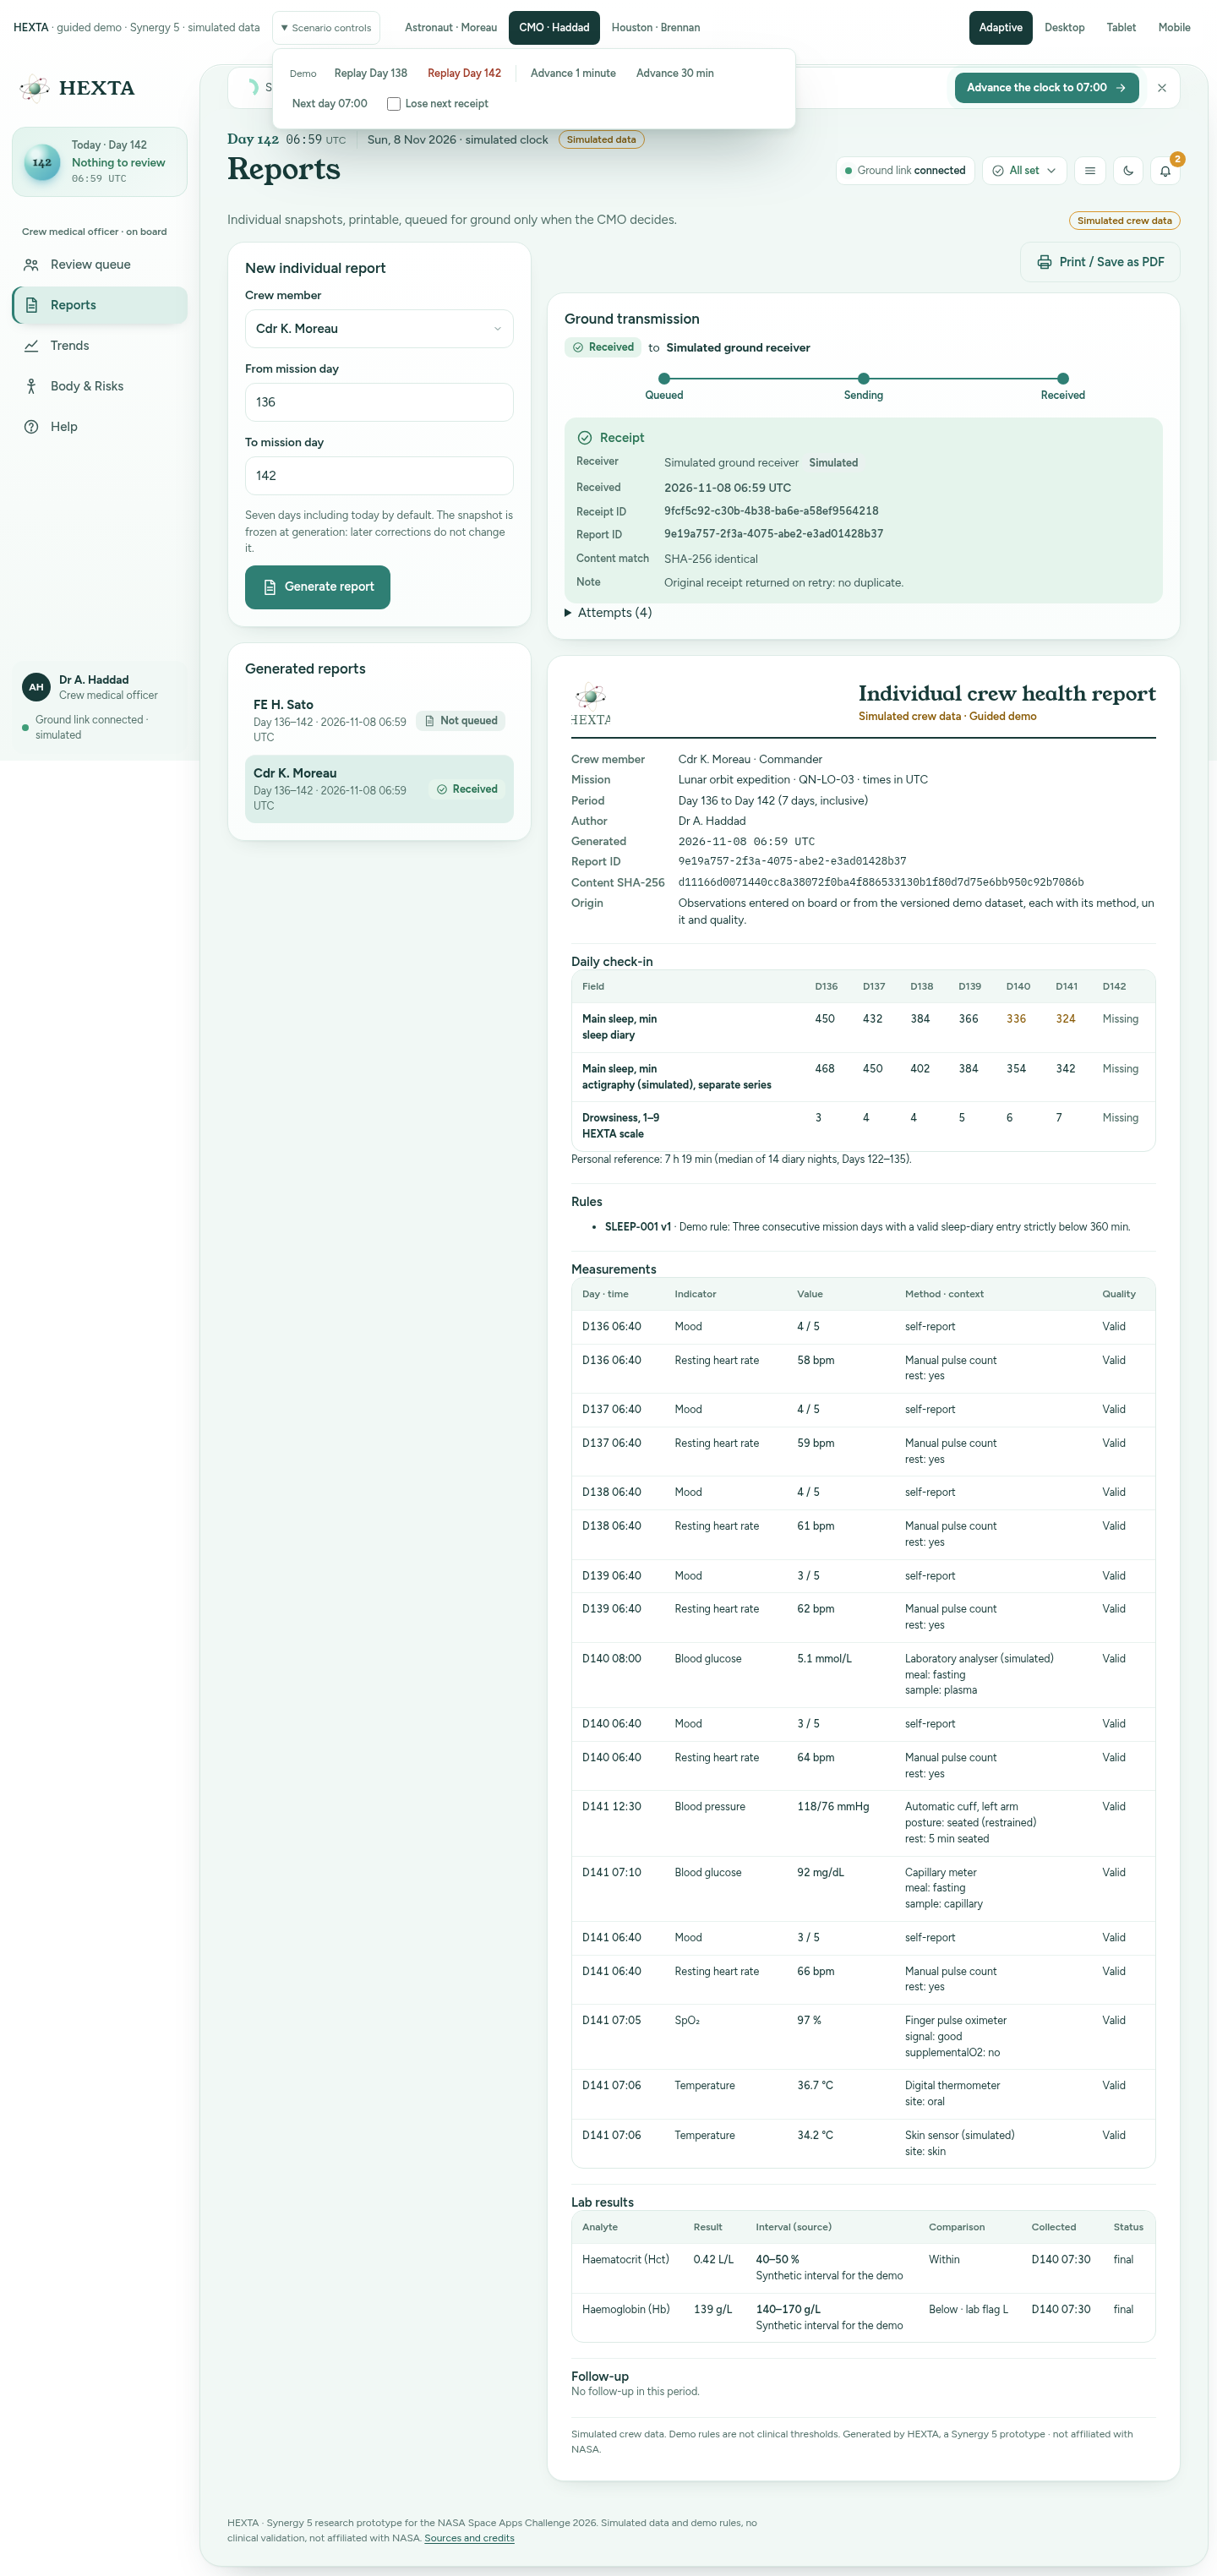 HEXTA · guided demo · Synergy 5 · simulated data
▼ Scenario controls
Astronaut · Moreau
CMO · Haddad
Houston · Brennan
Adaptive
Desktop
Tablet
Mobile
Demo
Replay Day 138
Replay Day 142
Advance 1 minute
Advance 30 min
Next day 07:00
Lose next receipt
HEXTA
S
Advance the clock to 07:00 →
142
Today · Day 142
Nothing to review
06:59 UTC
Day 142 06:59 UTC
Sun, 8 Nov 2026 · simulated clock
Simulated data
Reports
Ground link connected
All set
2
Individual snapshots, printable, queued for ground only when the CMO decides.
Simulated crew data
Crew medical officer · on board
Review queue
Reports
Trends
Body & Risks
Help
AH
Dr A. Haddad
Crew medical officer
Ground link connected ·
simulated
New individual report
Crew member
Cdr K. Moreau
From mission day
136
To mission day
142
Seven days including today by default. The snapshot is
frozen at generation: later corrections do not change
it.
Generate report
Generated reports
FE H. Sato
Day 136–142 · 2026-11-08 06:59
UTC
Not queued
Cdr K. Moreau
Day 136–142 · 2026-11-08 06:59
UTC
Received
Print / Save as PDF
Ground transmission
Received to Simulated ground receiver
Queued
Sending
Received
Receipt
Receiver Simulated ground receiver Simulated
Received 2026-11-08 06:59 UTC
Receipt ID 9fcf5c92-c30b-4b38-ba6e-a58ef9564218
Report ID 9e19a757-2f3a-4075-abe2-e3ad01428b37
Content match SHA-256 identical
Note Original receipt returned on retry: no duplicate.
▶ Attempts (4)
HEXTA
Individual crew health report
Simulated crew data · Guided demo
Crew member Cdr K. Moreau · Commander
Mission Lunar orbit expedition · QN-LO-03 · times in UTC
Period Day 136 to Day 142 (7 days, inclusive)
Author Dr A. Haddad
Generated 2026-11-08 06:59 UTC
Report ID 9e19a757-2f3a-4075-abe2-e3ad01428b37
Content SHA-256 d11166d0071440cc8a38072f0ba4f886533130b1f80d7d75e6bb950c92b7086b
Origin Observations entered on board or from the versioned demo dataset, each with its method, un
it and quality.
Daily check-in
Field D136 D137 D138 D139 D140 D141 D142
Main sleep, min 450 432 384 366 336 324 Missing
sleep diary
Main sleep, min 468 450 402 384 354 342 Missing
actigraphy (simulated), separate series
Drowsiness, 1–9 3 4 4 5 6 7 Missing
HEXTA scale
Personal reference: 7 h 19 min (median of 14 diary nights, Days 122–135).
Rules
• SLEEP-001 v1 · Demo rule: Three consecutive mission days with a valid sleep-diary entry strictly below 360 min.
Measurements
Day · time Indicator Value Method · context Quality
D136 06:40 Mood 4 / 5 self-report Valid
D136 06:40 Resting heart rate 58 bpm Manual pulse count Valid
rest: yes
D137 06:40 Mood 4 / 5 self-report Valid
D137 06:40 Resting heart rate 59 bpm Manual pulse count Valid
rest: yes
D138 06:40 Mood 4 / 5 self-report Valid
D138 06:40 Resting heart rate 61 bpm Manual pulse count Valid
rest: yes
D139 06:40 Mood 3 / 5 self-report Valid
D139 06:40 Resting heart rate 62 bpm Manual pulse count Valid
rest: yes
D140 08:00 Blood glucose 5.1 mmol/L Laboratory analyser (simulated) Valid
meal: fasting
sample: plasma
D140 06:40 Mood 3 / 5 self-report Valid
D140 06:40 Resting heart rate 64 bpm Manual pulse count Valid
rest: yes
D141 12:30 Blood pressure 118/76 mmHg Automatic cuff, left arm Valid
posture: seated (restrained)
rest: 5 min seated
D141 07:10 Blood glucose 92 mg/dL Capillary meter Valid
meal: fasting
sample: capillary
D141 06:40 Mood 3 / 5 self-report Valid
D141 06:40 Resting heart rate 66 bpm Manual pulse count Valid
rest: yes
D141 07:05 SpO₂ 97 % Finger pulse oximeter Valid
signal: good
supplementalO2: no
D141 07:06 Temperature 36.7 °C Digital thermometer Valid
site: oral
D141 07:06 Temperature 34.2 °C Skin sensor (simulated) Valid
site: skin
Lab results
Analyte Result Interval (source) Comparison Collected Status
Haematocrit (Hct) 0.42 L/L 40–50 % Within D140 07:30 final
Synthetic interval for the demo
Haemoglobin (Hb) 139 g/L 140–170 g/L Below · lab flag L D140 07:30 final
Synthetic interval for the demo
Follow-up
No follow-up in this period.
Simulated crew data. Demo rules are not clinical thresholds. Generated by HEXTA, a Synergy 5 prototype · not affiliated with
NASA.
HEXTA · Synergy 5 research prototype for the NASA Space Apps Challenge 2026. Simulated data and demo rules, no
clinical validation, not affiliated with NASA. Sources and credits